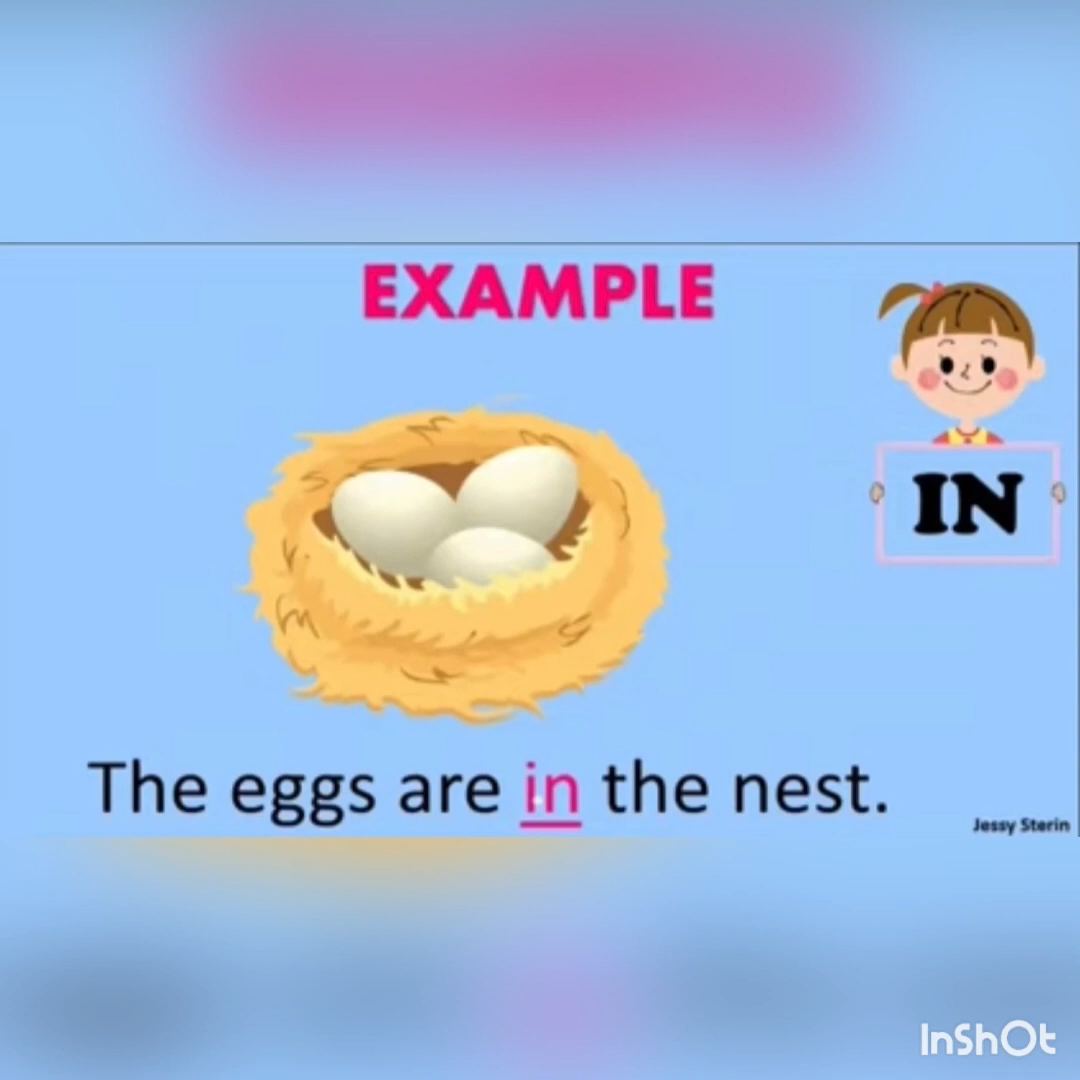 EXAMPLE
IN
The eggs are in the nest.
Jessy Sterin
InShOt